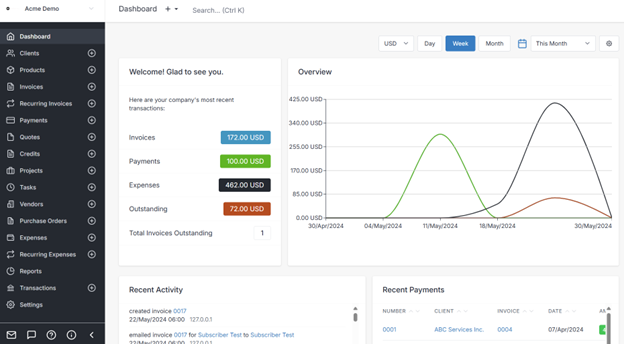 Acme Demo
Dashboard
Search... (Ctrl K)
Dashboard
Clients
Products
Invoices
Recurring Invoices
Payments
Quotes
Credits
Projects
Tasks
Vendors
Purchase Orders
Expenses
Recurring Expenses
Reports
Transactions
Settings
USD
Day
Week
Month
This Month
Welcome! Glad to see you.
Here are your company's most recent
transactions:
Invoices 172.00 USD
Payments 100.00 USD
Expenses 462.00 USD
Outstanding 72.00 USD
Total Invoices Outstanding 1
Overview
425.00 USD
340.00 USD
255.00 USD
170.00 USD
85.00 USD
0.00 USD
30/Apr/2024 04/May/2024 11/May/2024 18/May/2024 30/May/2024
Recent Activity
created invoice 0017
22/May/2024 06:00 127.0.0.1
emailed invoice 0017 for Subscriber Test to Subscriber Test
22/May/2024 06:00 127.0.0.1
Recent Payments
NUMBER CLIENT INVOICE DATE
0001 ABC Services Inc. 0004 07/Apr/2024